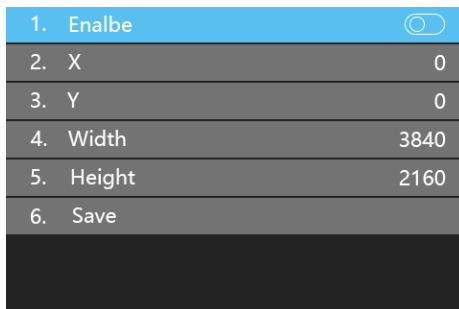 1. Enalbe
2. X 0
3. Y 0
4. Width 3840
5. Height 2160
6. Save